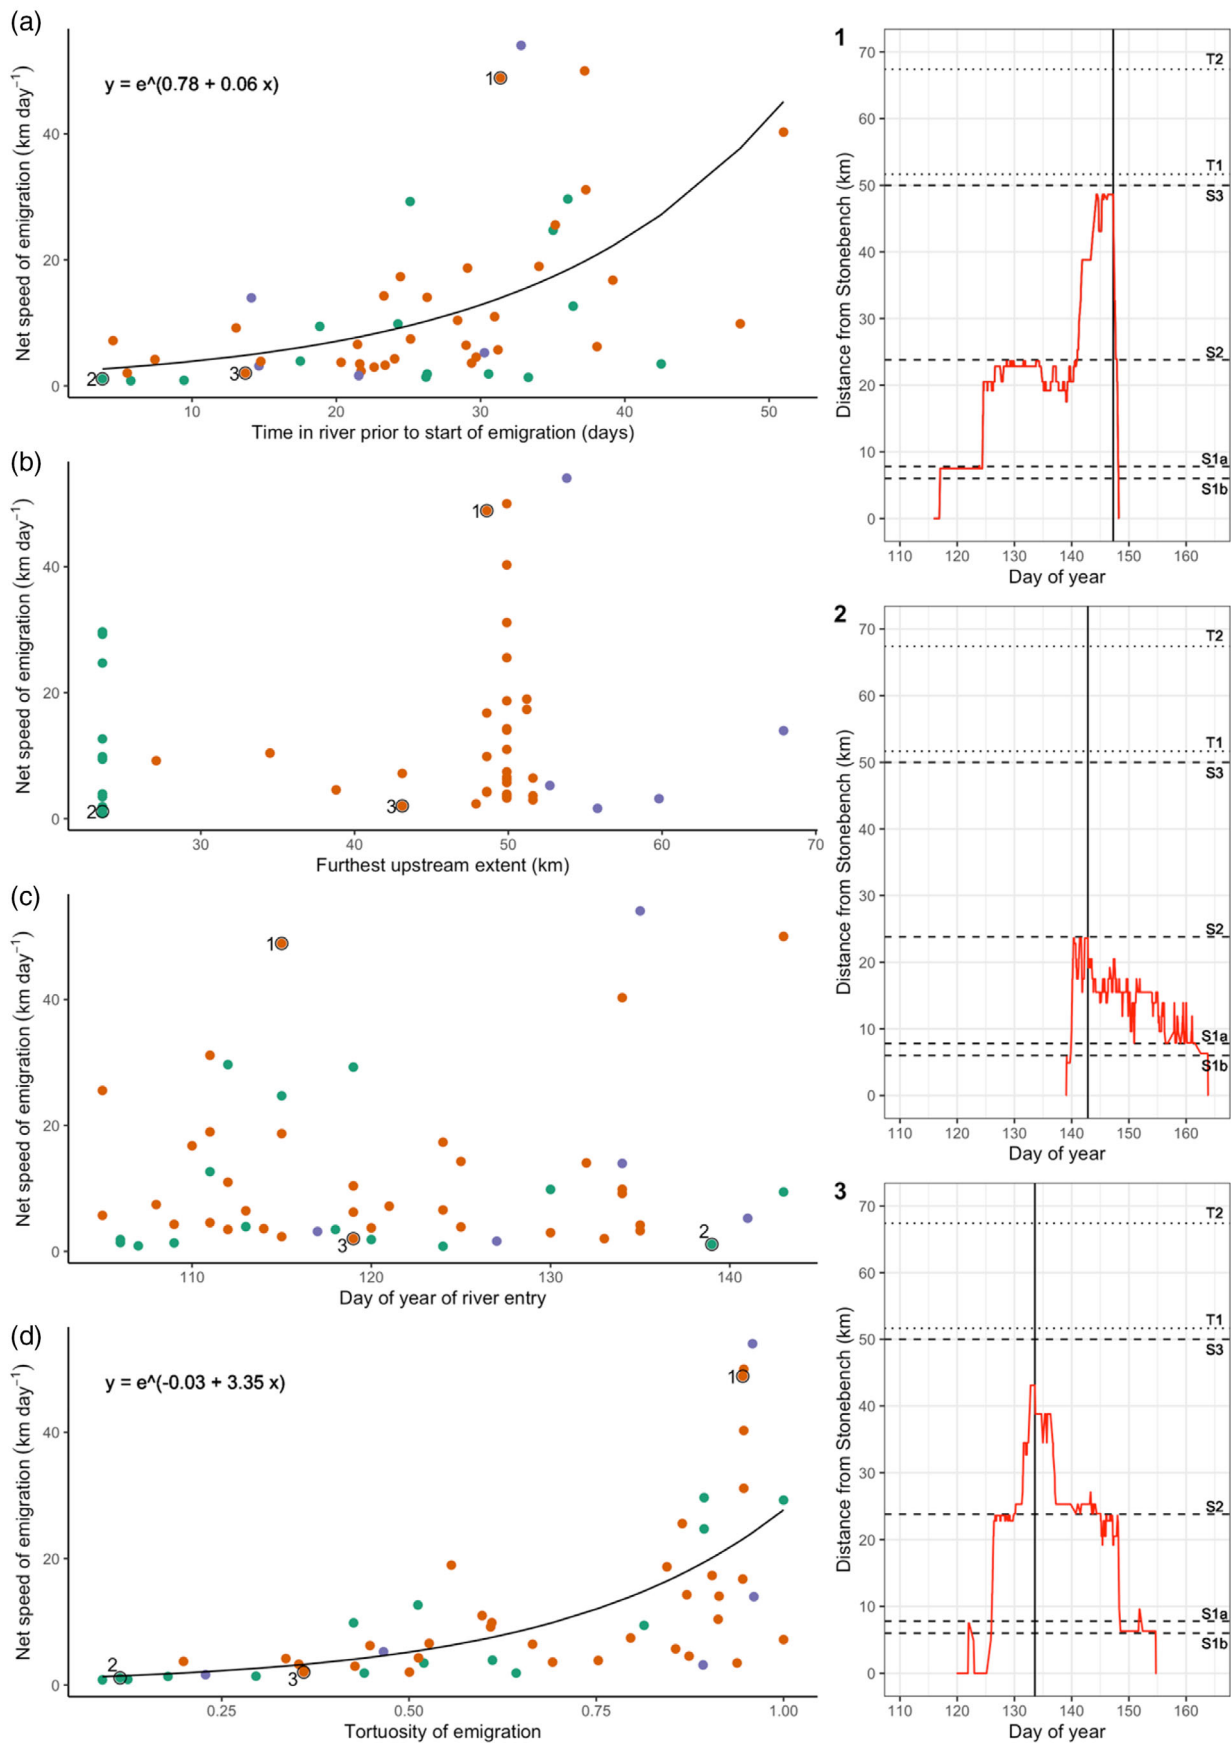 (a)
y = e^(0.78 + 0.06 x)
Net speed of emigration (km day⁻¹)
40
20
0
1
2
3
10 20 30 40 50
Time in river prior to start of emigration (days)
(b)
Net speed of emigration (km day⁻¹)
40
20
0
1
2
3
30 40 50 60 70
Furthest upstream extent (km)
(c)
Net speed of emigration (km day⁻¹)
40
20
0
1
2
3
110 120 130 140
Day of year of river entry
(d)
y = e^(-0.03 + 3.35 x)
Net speed of emigration (km day⁻¹)
40
20
0
1
2
3
0.25 0.50 0.75 1.00
Tortuosity of emigration
1
Distance from Stonebench (km)
70
60
50
40
30
20
10
0
T2
T1
S3
S2
S1a
S1b
110 120 130 140 150 160
Day of year
2
Distance from Stonebench (km)
70
60
50
40
30
20
10
0
T2
T1
S3
S2
S1a
S1b
110 120 130 140 150 160
Day of year
3
Distance from Stonebench (km)
70
60
50
40
30
20
10
0
T2
T1
S3
S2
S1a
S1b
110 120 130 140 150 160
Day of year